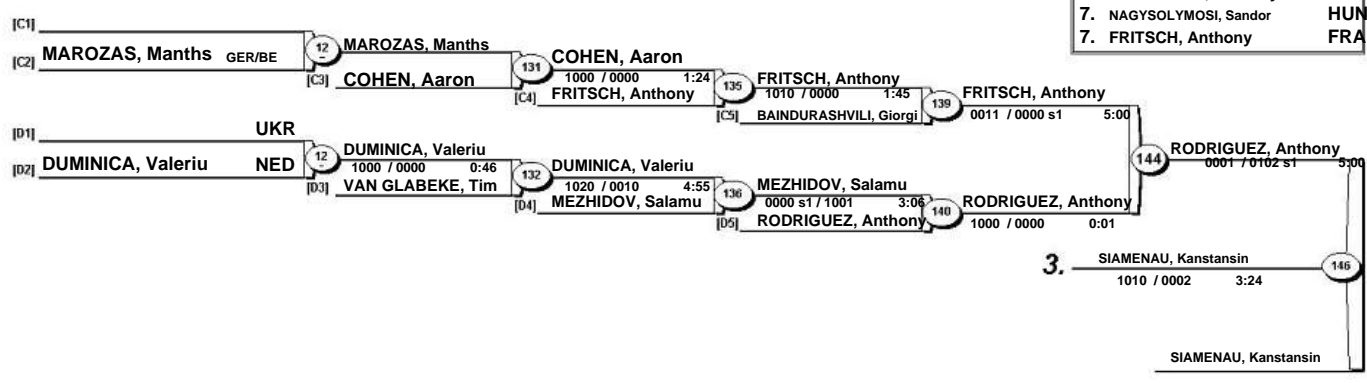 7. NAGYSOLYMOSI, Sandor HUN
7. FRITSCH, Anthony FRA
[C1]
[C2] MAROZAS, Manths GER/BE
12
MAROZAS, Manths
[C3] COHEN, Aaron
131
COHEN, Aaron
1000 / 0000 1:24
[C4] FRITSCH, Anthony
135
FRITSCH, Anthony
1010 / 0000 1:45
[C5] BAINDURASHVILI, Giorgi
139
FRITSCH, Anthony
0011 / 0000 s1 5:00
[D1] UKR
[D2] DUMINICA, Valeriu NED
12
DUMINICA, Valeriu
1000 / 0000 0:46
[D3] VAN GLABEKE, Tim
132
DUMINICA, Valeriu
1020 / 0010 4:55
[D4] MEZHIDOV, Salamu
136
MEZHIDOV, Salamu
0000 s1 / 1001 3:06
[D5] RODRIGUEZ, Anthony
140
RODRIGUEZ, Anthony
1000 / 0000 0:01
144
RODRIGUEZ, Anthony
0001 / 0102 s1 5:00
3. SIAMENAU, Kanstansin
1010 / 0002 3:24
146
SIAMENAU, Kanstansin